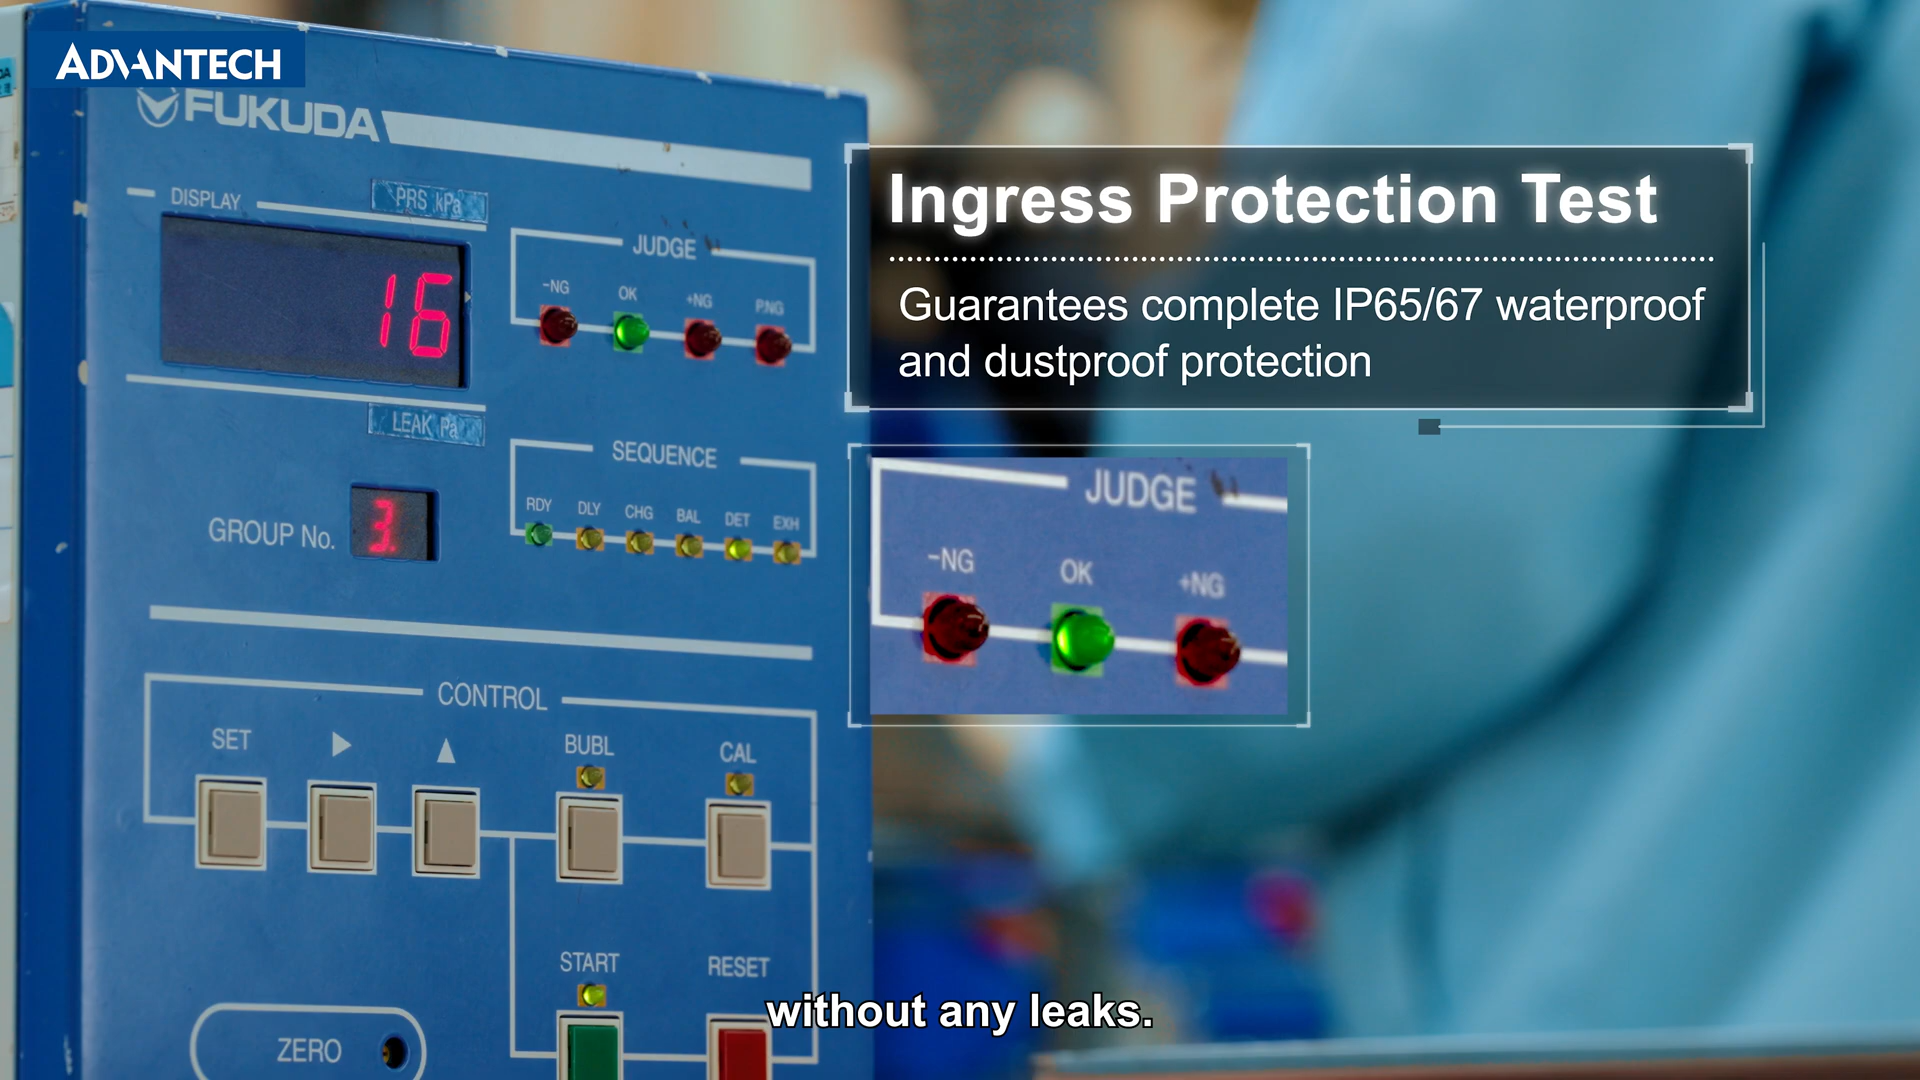 ADVANTECH
FUKUDA
DISPLAY
PRS kPa
16
JUDGE
-NG OK +NG P.NG
LEAK Pa
GROUP No. 3.
SEQUENCE
RDY DLY CHG BAL DET EXH
CONTROL
SET BUBL CAL
START RESET
ZERO
Ingress Protection Test
Guarantees complete IP65/67 waterproof
and dustproof protection
JUDGE
-NG OK +NG
without any leaks.